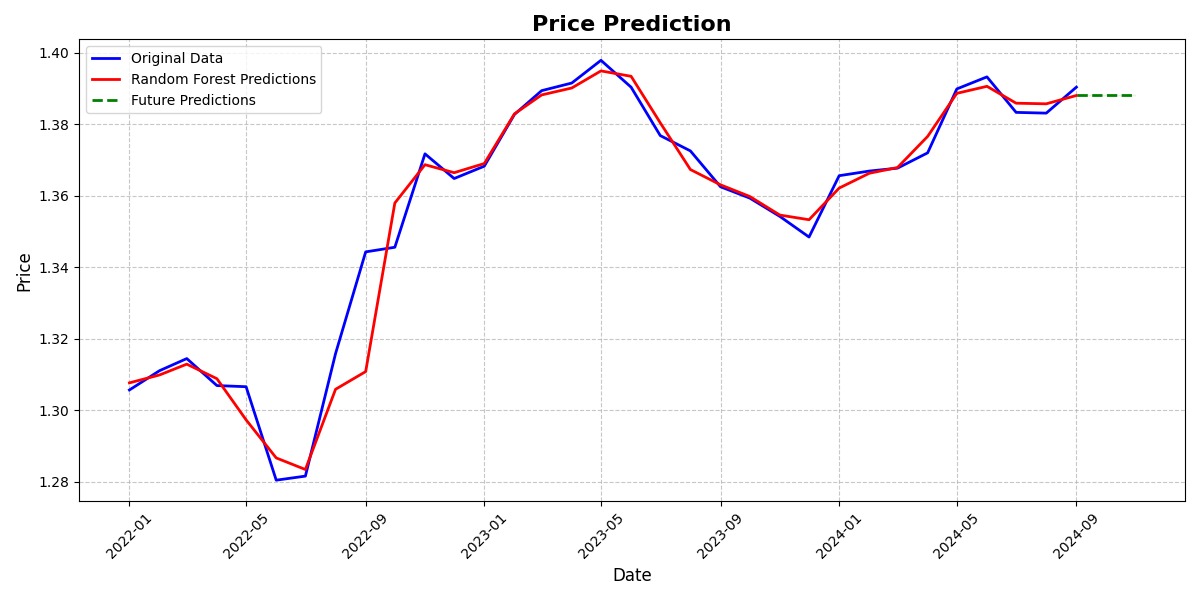 Price Prediction
Original Data
Random Forest Predictions
Future Predictions
Price
1.40
1.38
1.36
1.34
1.32
1.30
1.28
2022-01
2022-05
2022-09
2023-01
2023-05
2023-09
2024-01
2024-05
2024-09
Date